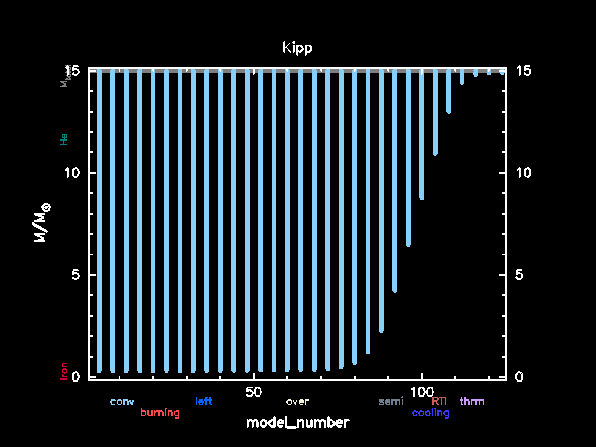 Kipp
15 15
He
10 10
M/M☉
5 5
Iron
0 0
50 100
conv left over semi RTI thrm
burning cooling
model_number